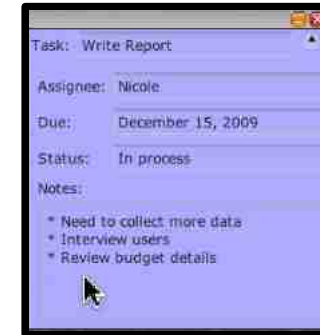 Task: Write Report
Assignee: Nicole
Due: December 15, 2009
Status: In process
Notes:
* Need to collect more data
* Interview users
* Review budget details